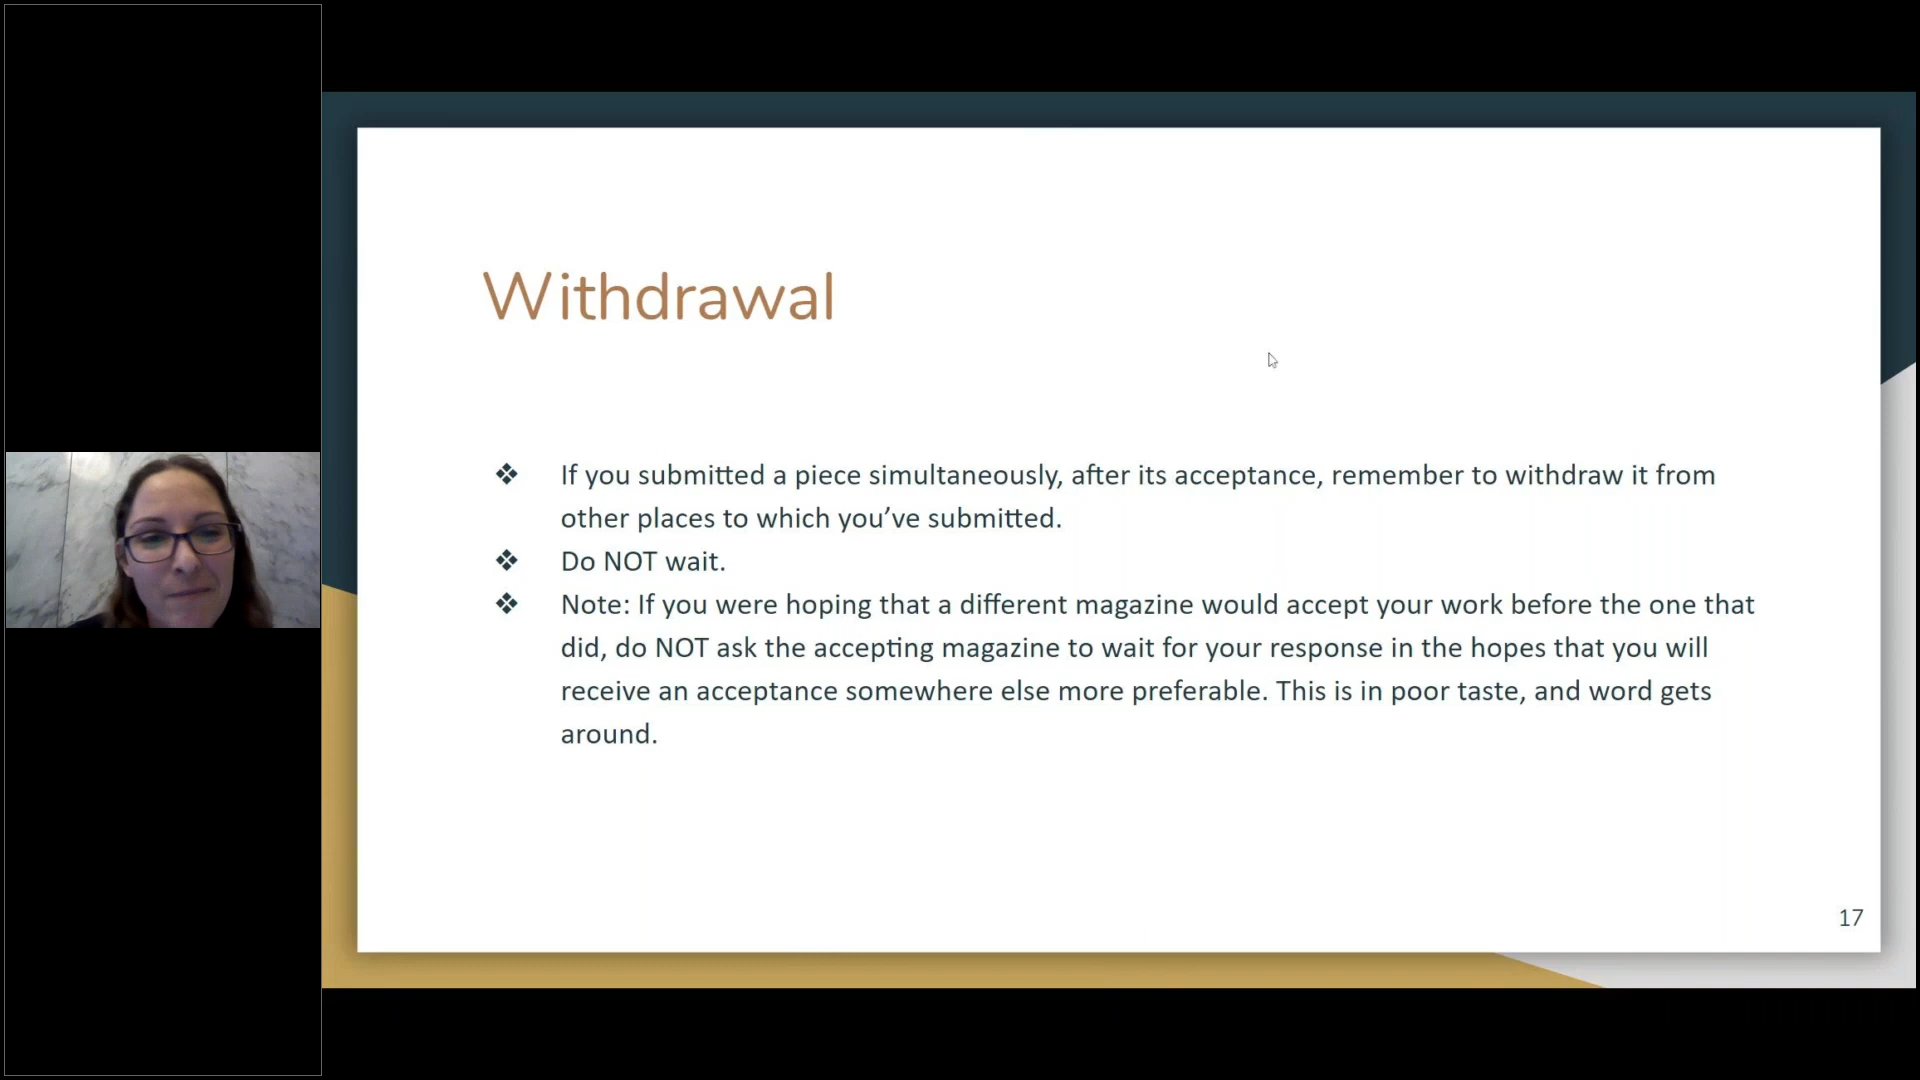 Withdrawal
❖ If you submitted a piece simultaneously, after its acceptance, remember to withdraw it from
other places to which you’ve submitted.
❖ Do NOT wait.
❖ Note: If you were hoping that a different magazine would accept your work before the one that
did, do NOT ask the accepting magazine to wait for your response in the hopes that you will
receive an acceptance somewhere else more preferable. This is in poor taste, and word gets
around.
17